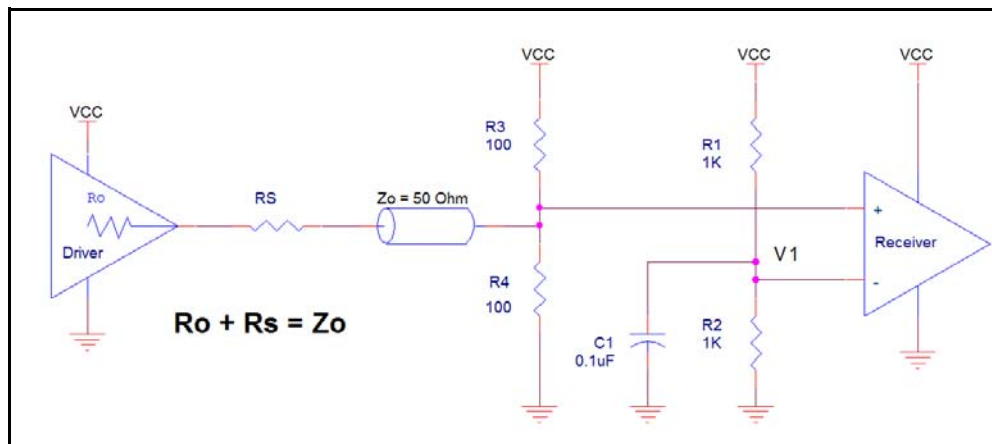 VCC
VCC
VCC
VCC
R3
100
R1
1K
Ro
RS
Zo = 50 Ohm
+
Driver
Receiver
V1
-
R4
100
Ro + Rs = Zo
C1
0.1uF
R2
1K